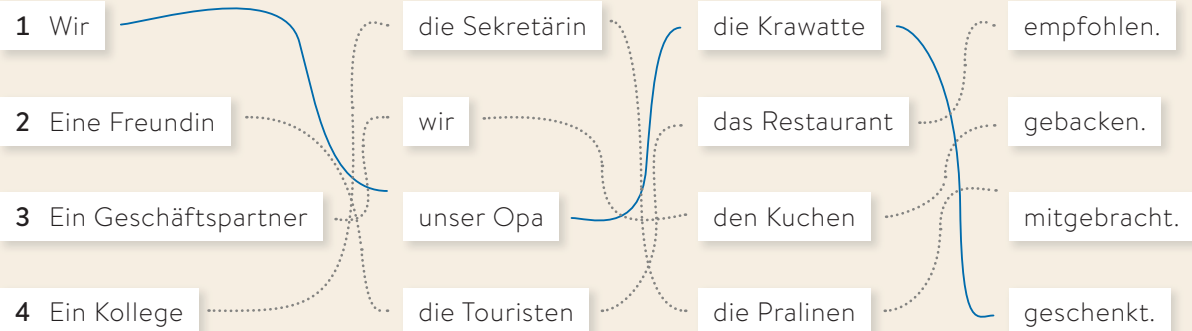 1 Wir die Sekretärin die Krawatte empfohlen.
2 Eine Freundin wir das Restaurant gebacken.
3 Ein Geschäftspartner unser Opa den Kuchen mitgebracht.
4 Ein Kollege die Touristen die Pralinen geschenkt.